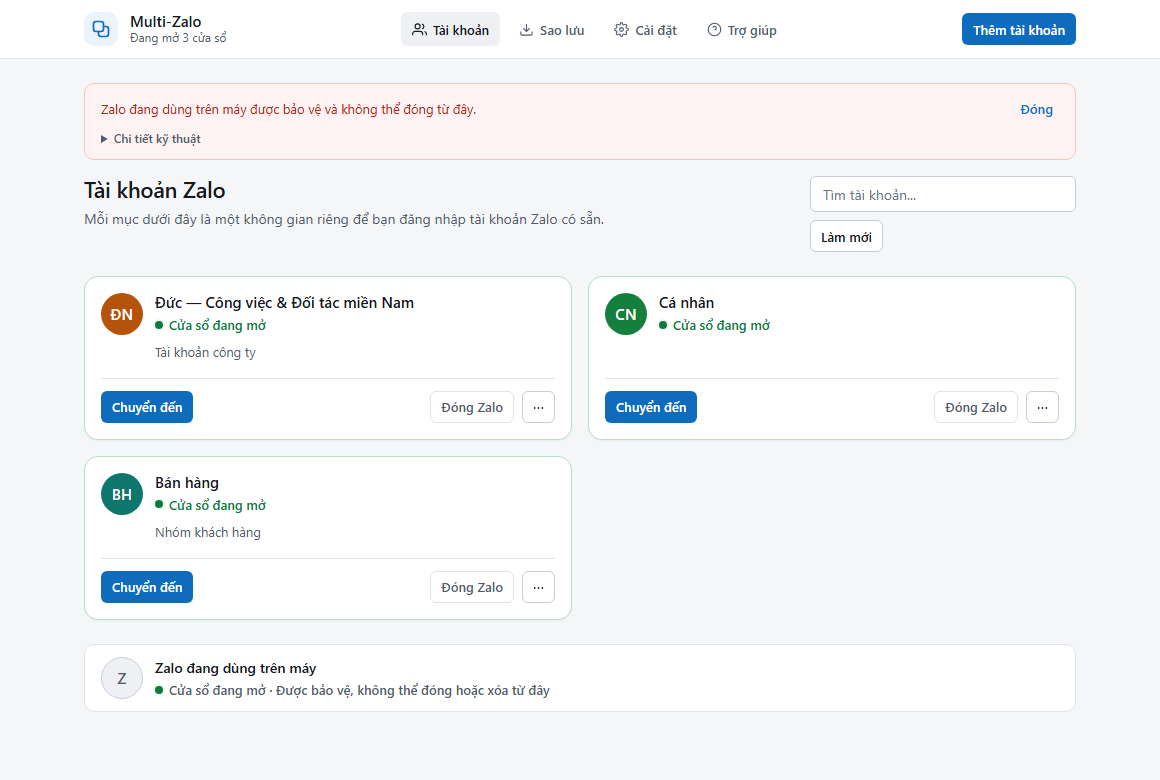 Multi-Zalo
Đang mở 3 cửa sổ
Tài khoản
Sao lưu
Cài đặt
Trợ giúp
Thêm tài khoản
Zalo đang dùng trên máy được bảo vệ và không thể đóng từ đây.
Đóng
Chi tiết kỹ thuật
Tài khoản Zalo
Mỗi mục dưới đây là một không gian riêng để bạn đăng nhập tài khoản Zalo có sẵn.
Tìm tài khoản...
Làm mới
ĐN
Đức — Công việc & Đối tác miền Nam
Cửa sổ đang mở
Tài khoản công ty
Chuyển đến
Đóng Zalo
...
CN
Cá nhân
Cửa sổ đang mở
Chuyển đến
Đóng Zalo
...
BH
Bán hàng
Cửa sổ đang mở
Nhóm khách hàng
Chuyển đến
Đóng Zalo
...
Z
Zalo đang dùng trên máy
Cửa sổ đang mở · Được bảo vệ, không thể đóng hoặc xóa từ đây